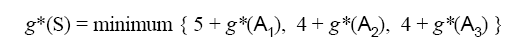 g*(S) = minimum { 5 + g*(A₁), 4 + g*(A₂), 4 + g*(A₃) }